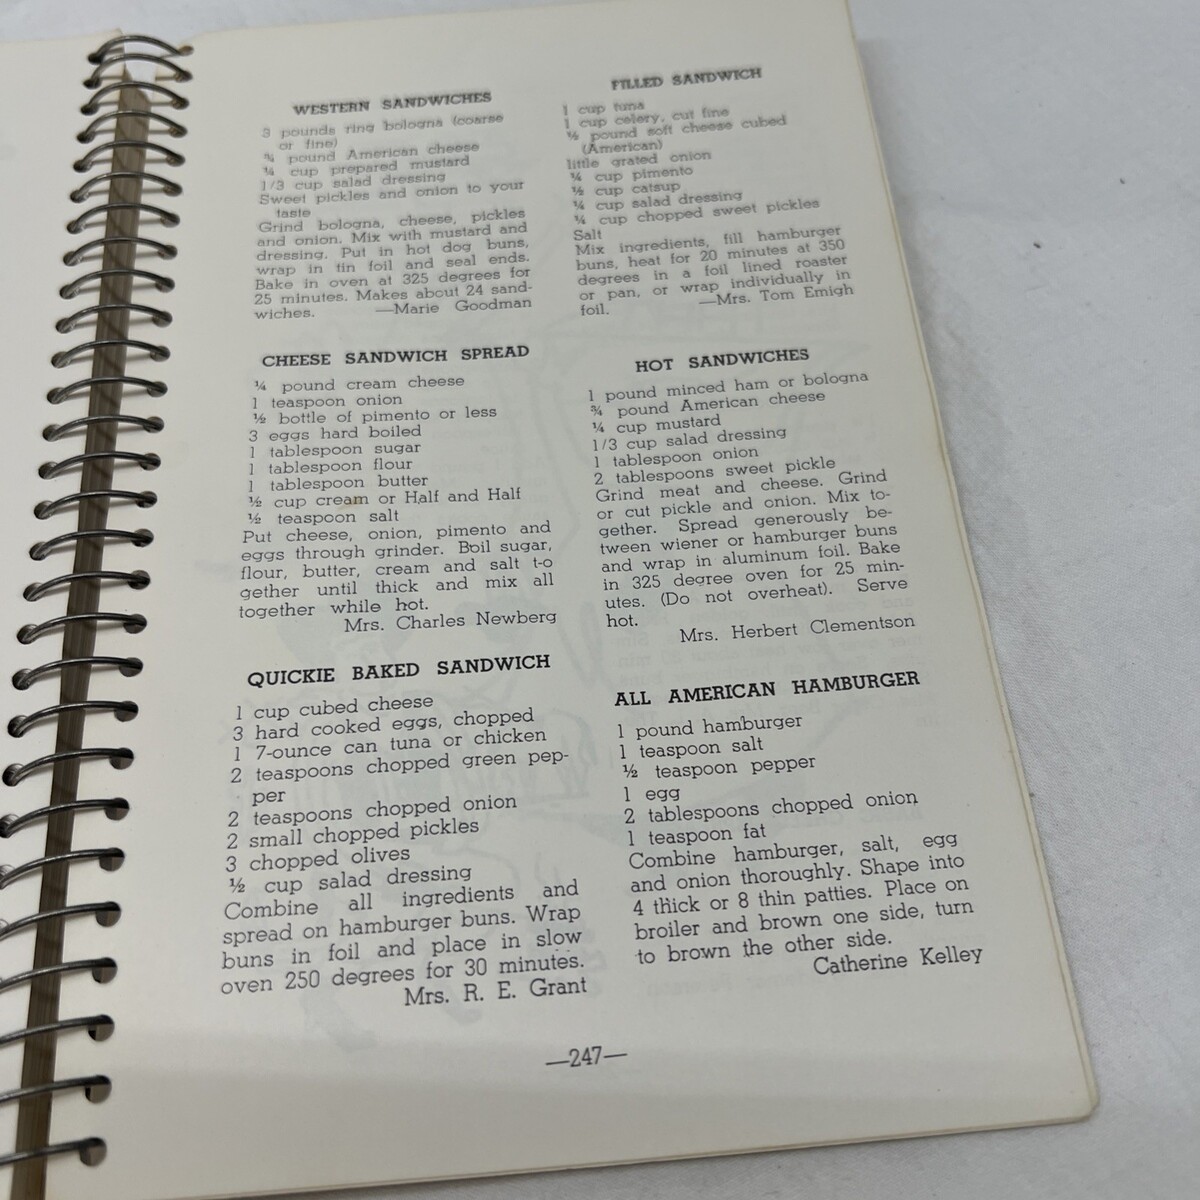 WESTERN SANDWICHES
3 pounds ring bologna (coarse
or fine)
¾ pound American cheese
¼ cup prepared mustard
1/3 cup salad dressing
Sweet pickles and onion to your
taste
Grind bologna, cheese, pickles
and onion. Mix with mustard and
dressing. Put in hot dog buns,
wrap in tin foil and seal ends.
Bake in oven at 325 degrees for
25 minutes. Makes about 24 sand-
wiches. —Marie Goodman
CHEESE SANDWICH SPREAD
¼ pound cream cheese
1 teaspoon onion
½ bottle of pimento or less
3 eggs hard boiled
1 tablespoon sugar
1 tablespoon flour
1 tablespoon butter
½ cup cream or Half and Half
½ teaspoon salt
Put cheese, onion, pimento and
eggs through grinder. Boil sugar,
flour, butter, cream and salt t-o
gether until thick and mix all
together while hot.
Mrs. Charles Newberg
QUICKIE BAKED SANDWICH
1 cup cubed cheese
3 hard cooked eggs, chopped
1 7-ounce can tuna or chicken
2 teaspoons chopped green pep-
per
2 teaspoons chopped onion
2 small chopped pickles
3 chopped olives
½ cup salad dressing
Combine all ingredients and
spread on hamburger buns. Wrap
buns in foil and place in slow
oven 250 degrees for 30 minutes.
Mrs. R. E. Grant
FILLED SANDWICH
1 cup tuna
1 cup celery, cut fine
½ pound soft cheese cubed
(American)
little grated onion
¼ cup pimento
½ cup catsup
¼ cup salad dressing
¼ cup chopped sweet pickles
Salt
Mix ingredients, fill hamburger
buns, heat for 20 minutes at 350
degrees in a foil lined roaster
or pan, or wrap individually in
foil. —Mrs. Tom Emigh
HOT SANDWICHES
1 pound minced ham or bologna
¾ pound American cheese
¼ cup mustard
1/3 cup salad dressing
1 tablespoon onion
2 tablespoons sweet pickle
Grind meat and cheese. Grind
or cut pickle and onion. Mix to-
gether. Spread generously be-
tween wiener or hamburger buns
and wrap in aluminum foil. Bake
in 325 degree oven for 25 min-
utes. (Do not overheat). Serve
hot.
Mrs. Herbert Clementson
ALL AMERICAN HAMBURGER
1 pound hamburger
1 teaspoon salt
½ teaspoon pepper
1 egg
2 tablespoons chopped onion
1 teaspoon fat
Combine hamburger, salt, egg
and onion thoroughly. Shape into
4 thick or 8 thin patties. Place on
broiler and brown one side, turn
to brown the other side.
Catherine Kelley
—247—